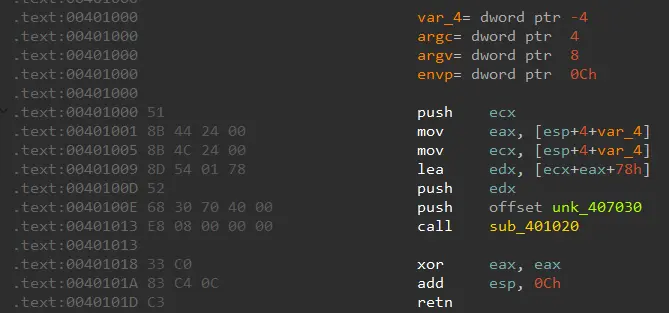 .text:00401000
.text:00401000 var_4= dword ptr -4
.text:00401000 argc= dword ptr 4
.text:00401000 argv= dword ptr 8
.text:00401000 envp= dword ptr 0Ch
.text:00401000
.text:00401000 51 push ecx
.text:00401001 8B 44 24 00 mov eax, [esp+4+var_4]
.text:00401005 8B 4C 24 00 mov ecx, [esp+4+var_4]
.text:00401009 8D 54 01 78 lea edx, [ecx+eax+78h]
.text:0040100D 52 push edx
.text:0040100E 68 30 70 40 00 push offset unk_407030
.text:00401013 E8 08 00 00 00 call sub_401020
.text:00401013
.text:00401018 33 C0 xor eax, eax
.text:0040101A 83 C4 0C add esp, 0Ch
.text:0040101D C3 retn